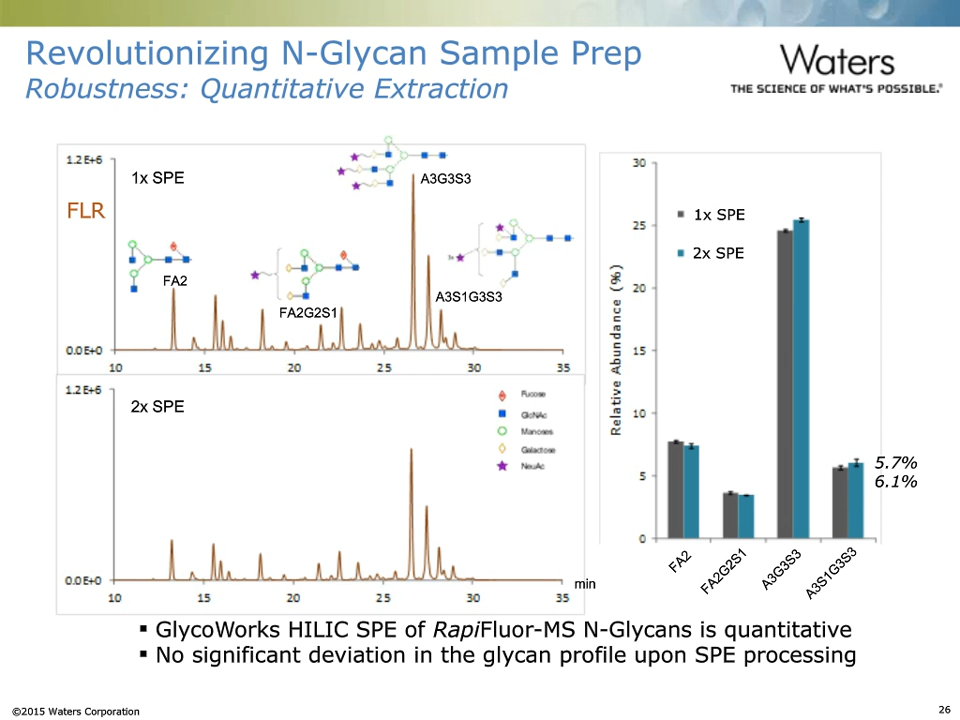 Revolutionizing N-Glycan Sample Prep
Robustness: Quantitative Extraction
Waters
THE SCIENCE OF WHAT'S POSSIBLE.®
1.2E+6
1x SPE
FLR
A3G3S3
FA2
FA2G2S1
A3S1G3S3
0.0E+0
10 15 20 25 30 35
1.2E+6
2x SPE
Fucose
GlcNAc
Manoses
Galactose
NeuAc
0.0E+0
min
10 15 20 25 30 35
Relative Abundance (%)
30
25
20
15
10
5
0
1x SPE
2x SPE
5.7%
6.1%
FA2
FA2G2S1
A3G3S3
A3S1G3S3
▪ GlycoWorks HILIC SPE of RapiFluor-MS N-Glycans is quantitative
▪ No significant deviation in the glycan profile upon SPE processing
©2015 Waters Corporation
26